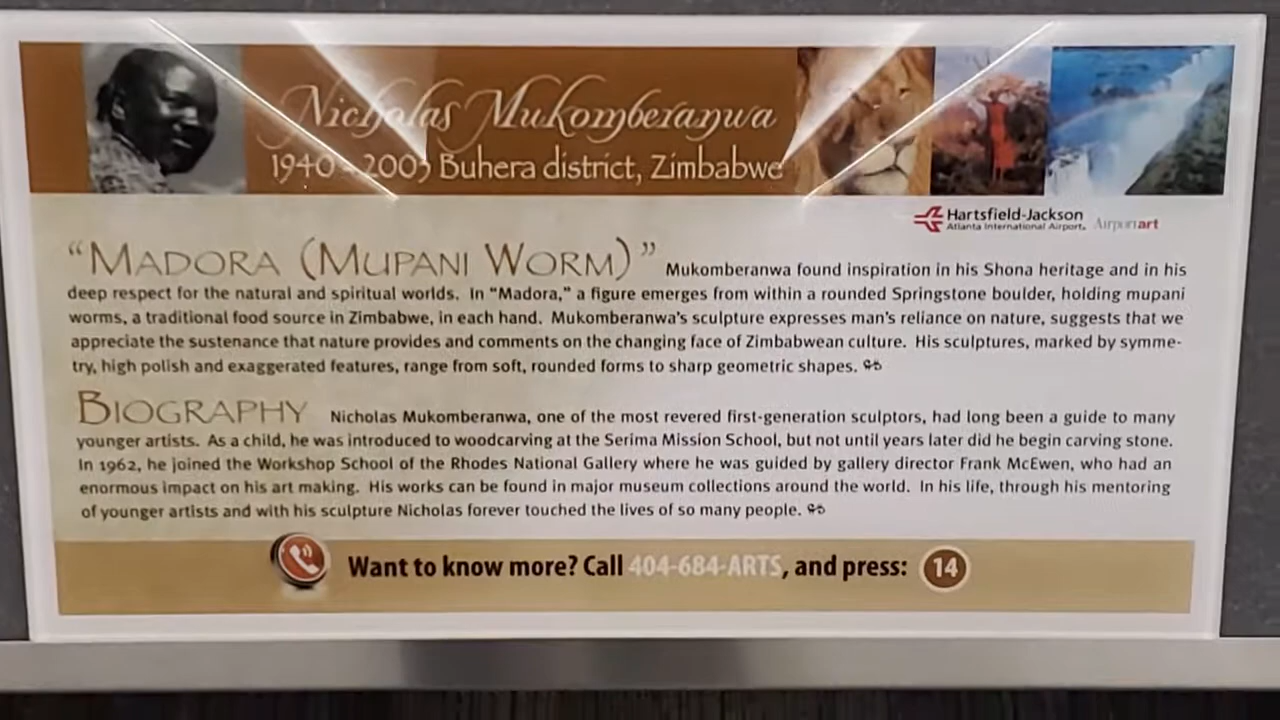 Nicholas Mukomberanwa
1940 - 2003 Buhera district, Zimbabwe
Hartsfield-Jackson
Atlanta International Airport. Airport art
“MADORA (MUPANI WORM)” Mukomberanwa found inspiration in his Shona heritage and in his
deep respect for the natural and spiritual worlds. In “Madora,” a figure emerges from within a rounded Springstone boulder, holding mupani
worms, a traditional food source in Zimbabwe, in each hand. Mukomberanwa’s sculpture expresses man’s reliance on nature, suggests that we
appreciate the sustenance that nature provides and comments on the changing face of Zimbabwean culture. His sculptures, marked by symme-
try, high polish and exaggerated features, range from soft, rounded forms to sharp geometric shapes.
BIOGRAPHY Nicholas Mukomberanwa, one of the most revered first-generation sculptors, had long been a guide to many
younger artists. As a child, he was introduced to woodcarving at the Serima Mission School, but not until years later did he begin carving stone.
In 1962, he joined the Workshop School of the Rhodes National Gallery where he was guided by gallery director Frank McEwen, who had an
enormous impact on his art making. His works can be found in major museum collections around the world. In his life, through his mentoring
of younger artists and with his sculpture Nicholas forever touched the lives of so many people.
Want to know more? Call 404-684-ARTS, and press: 14